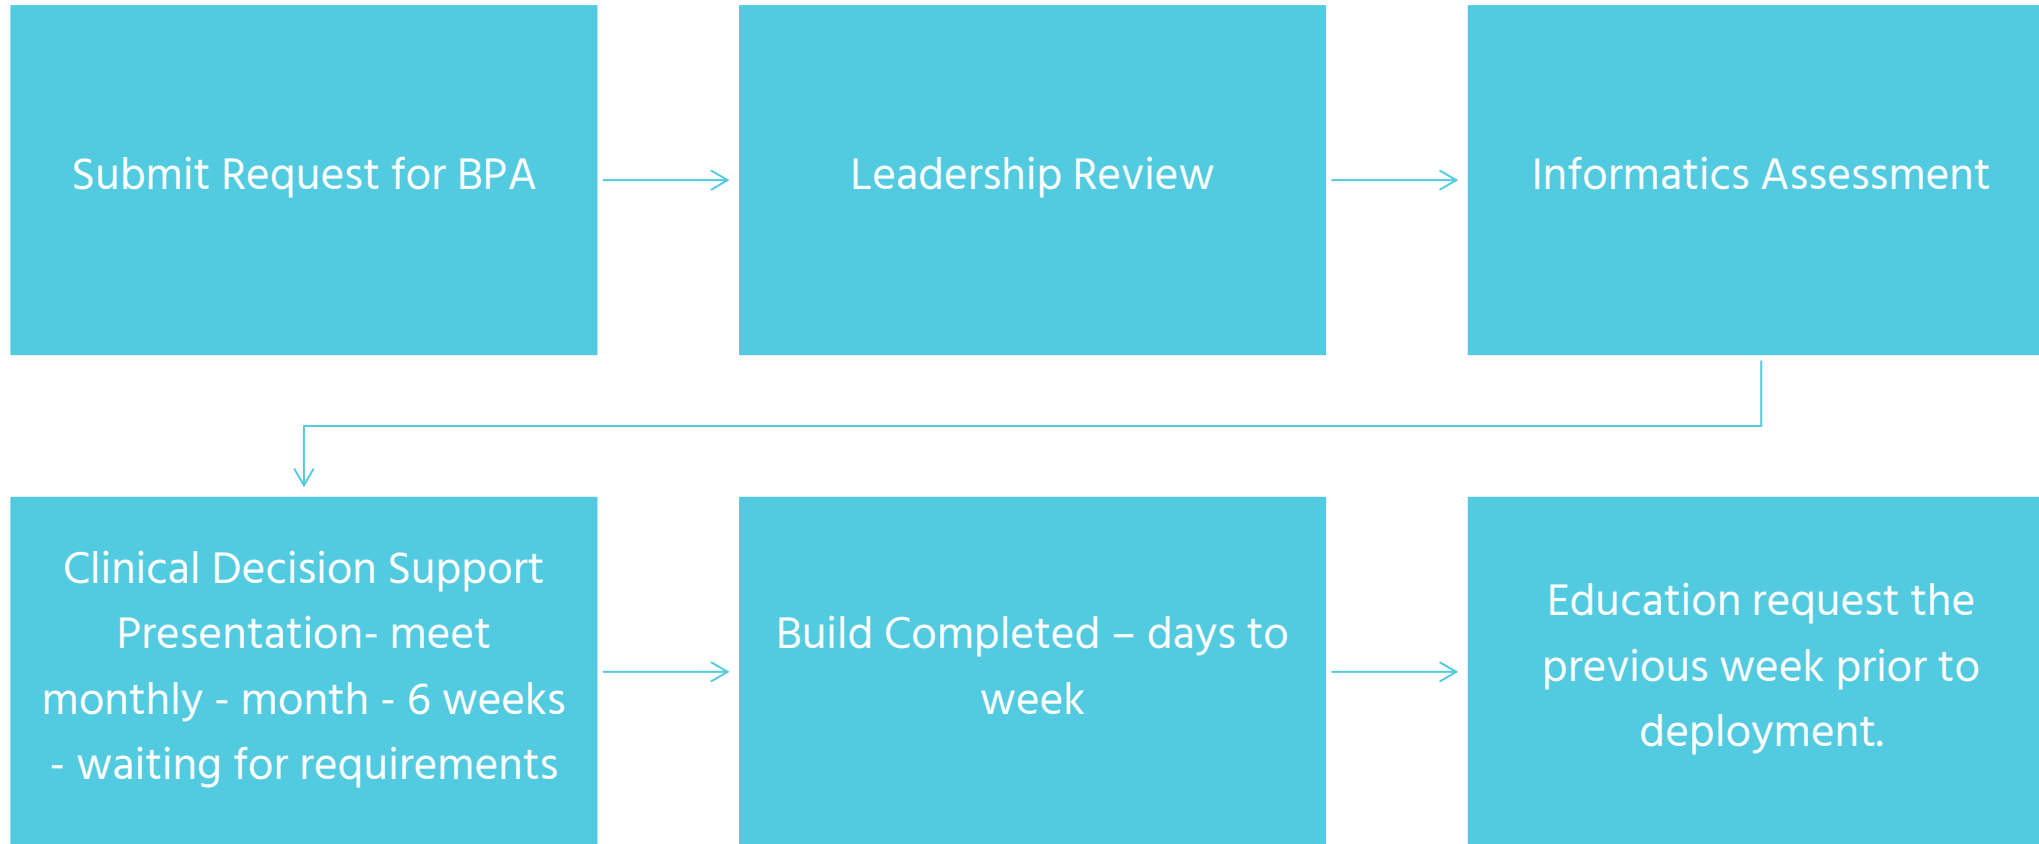 Submit Request for BPA
Leadership Review
Informatics Assessment
Clinical Decision Support
Presentation- meet
monthly - month - 6 weeks
- waiting for requirements
Build Completed – days to
week
Education request the
previous week prior to
deployment.